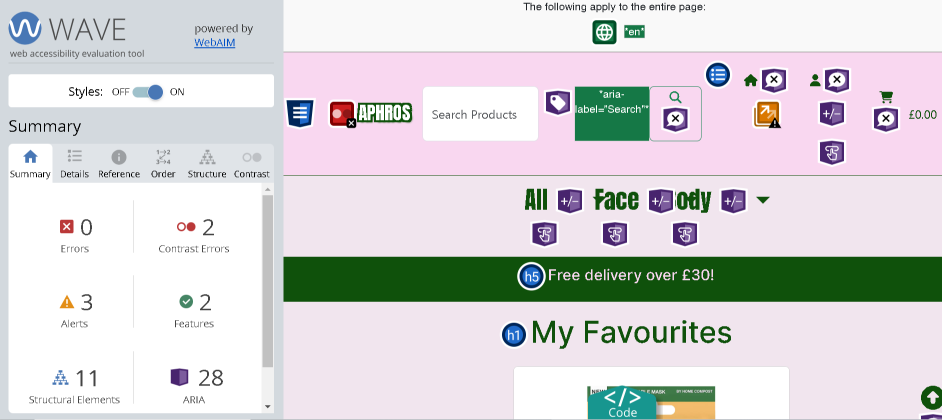 WAVE
web accessibility evaluation tool
powered by
WebAIM
Styles: OFF ON
Summary
Summary Details Reference Order Structure Contrast
0
Errors
2
Contrast Errors
3
Alerts
2
Features
11
Structural Elements
28
ARIA
The following apply to the entire page:
*en*
APHROS
Search Products
*aria-
label="Search"*
+/-
£0.00
All +/- Face +/- ody +/-
h5 Free delivery over £30!
h1 My Favourites
BY HOME COMPOST
</>
Code